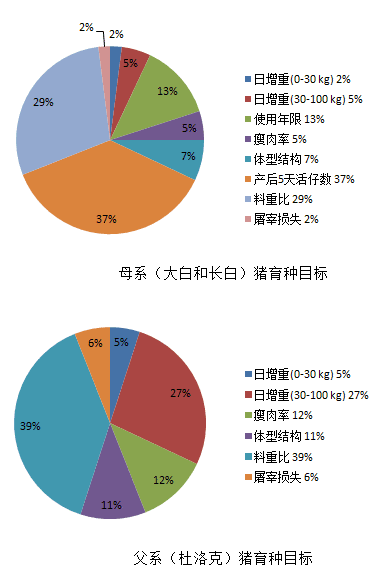 2%
2%
5%
13%
5%
7%
37%
29%
日增重(0-30 kg) 2%
日增重(30-100 kg) 5%
使用年限 13%
瘦肉率 5%
体型结构 7%
产后5天活仔数 37%
料重比 29%
屠宰损失 2%
母系（大白和长白）猪育种目标
5%
27%
12%
11%
39%
6%
日增重(0-30 kg) 5%
日增重(30-100 kg) 27%
瘦肉率 12%
体型结构 11%
料重比 39%
屠宰损失 6%
父系（杜洛克）猪育种目标